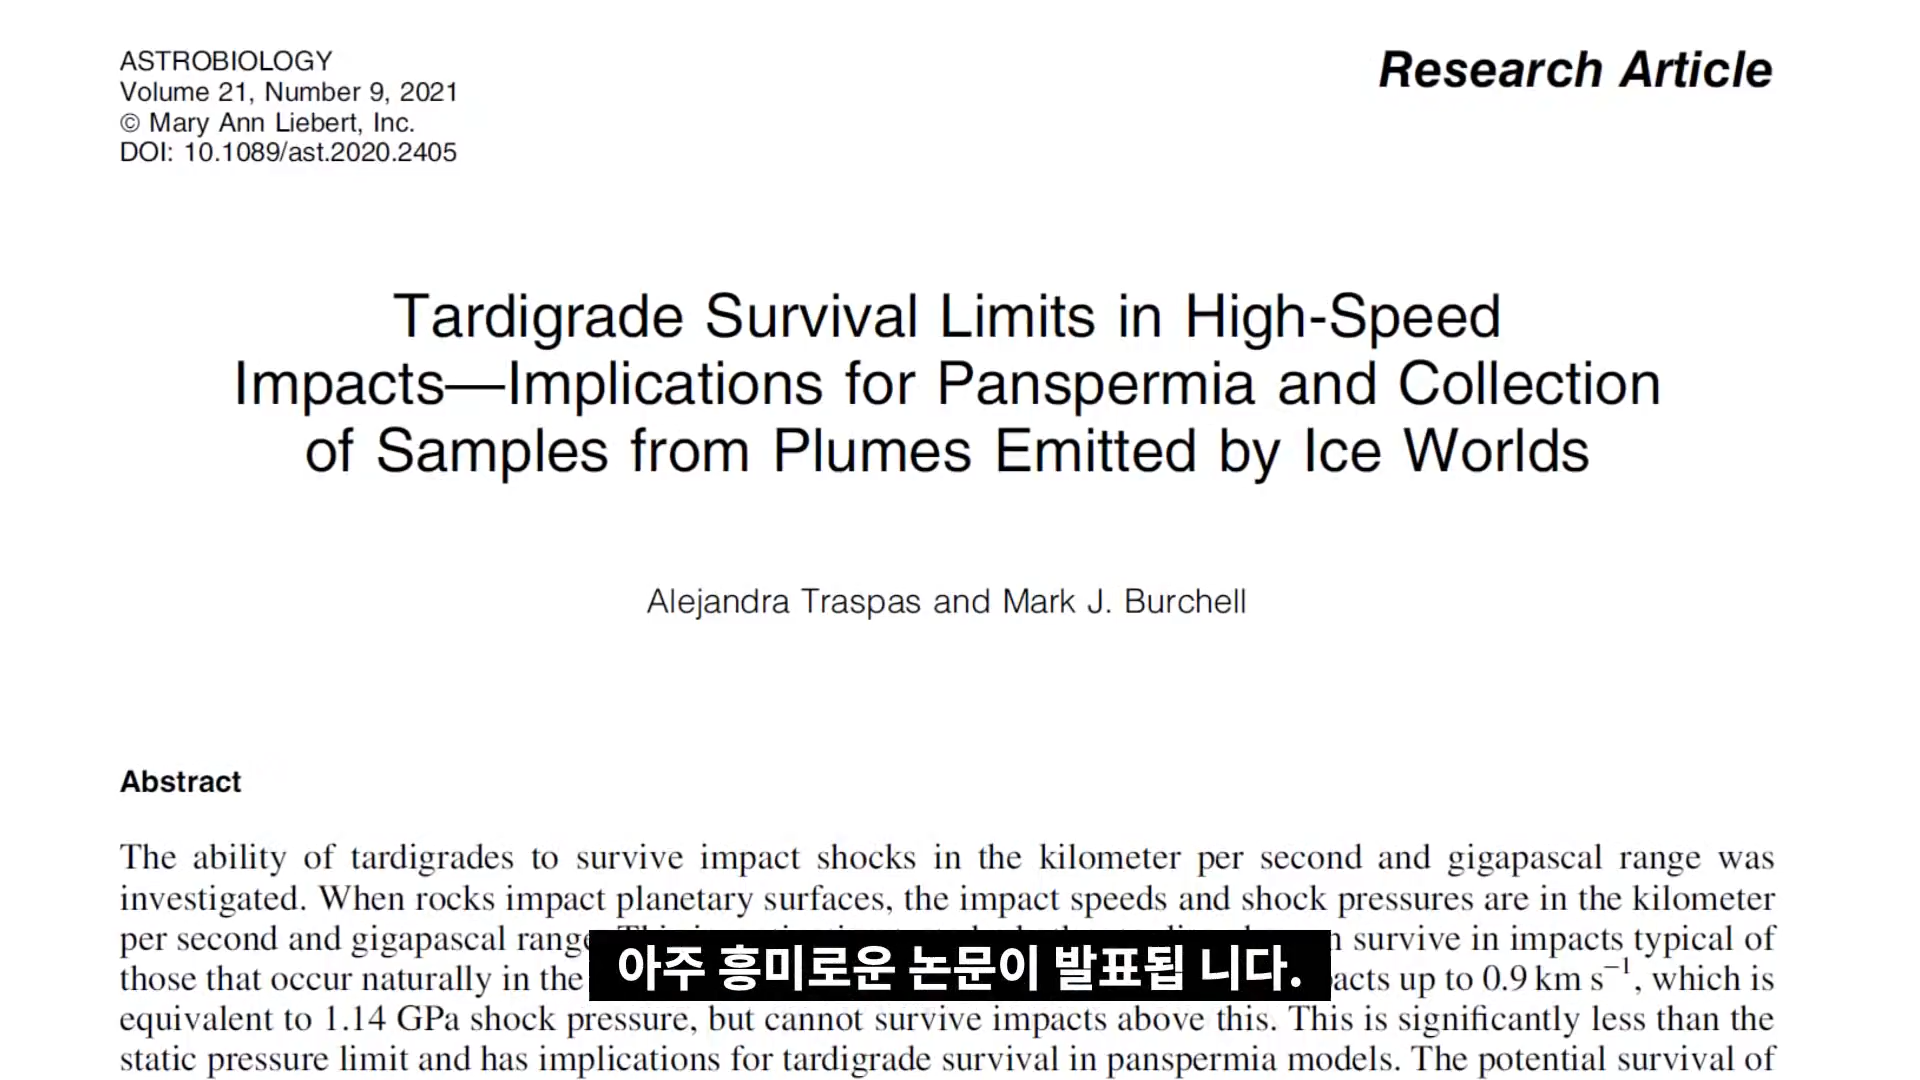 ASTROBIOLOGY
Volume 21, Number 9, 2021
© Mary Ann Liebert, Inc.
DOI: 10.1089/ast.2020.2405
Research Article
Tardigrade Survival Limits in High-Speed
Impacts—Implications for Panspermia and Collection
of Samples from Plumes Emitted by Ice Worlds
Alejandra Traspas and Mark J. Burchell
Abstract
The ability of tardigrades to survive impact shocks in the kilometer per second and gigapascal range was
investigated. When rocks impact planetary surfaces, the impact speeds and shock pressures are in the kilometer
per second and gigapascal range survive in impacts typical of
those that occur naturally in the up to 0.9 km s⁻¹, which is
equivalent to 1.14 GPa shock pressure, but cannot survive impacts above this. This is significantly less than the
static pressure limit and has implications for tardigrade survival in panspermia models. The potential survival of
아주 흥미로운 논문이 발표됩 니다.